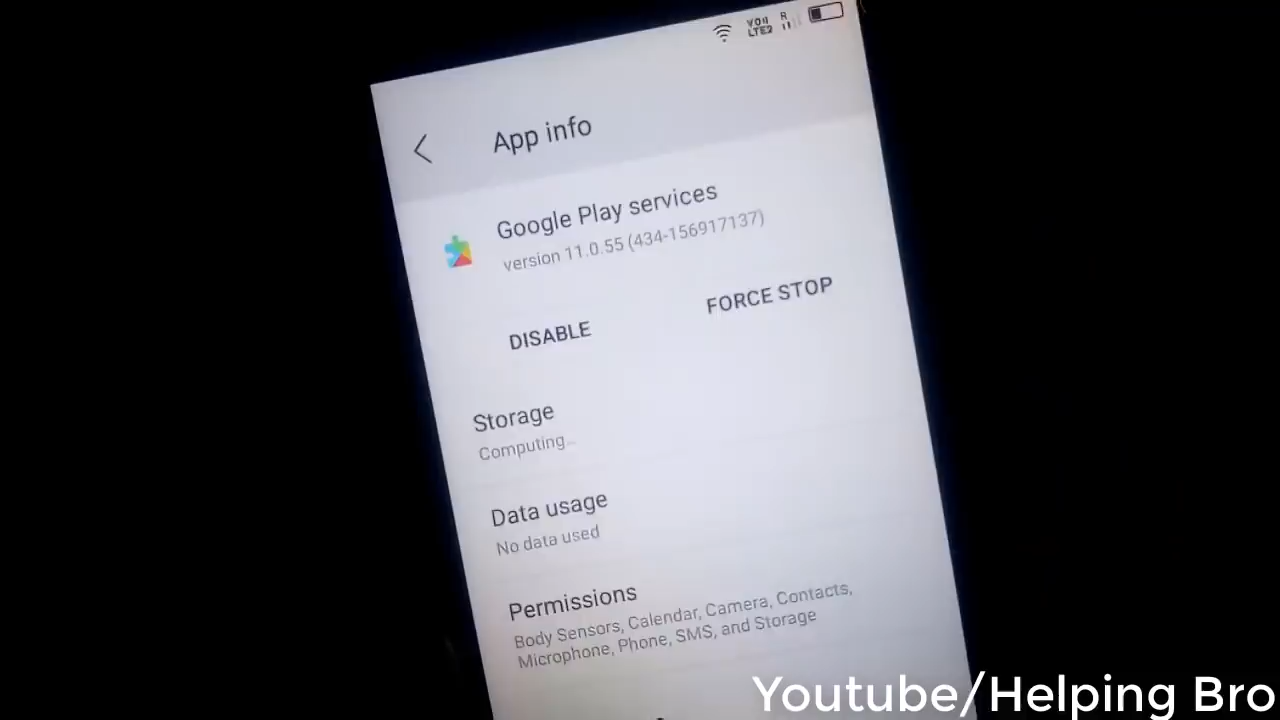 VoLTE2 R
App info
Google Play services
version 11.0.55 (434-156917137)
DISABLE
FORCE STOP
Storage
Computing...
Data usage
No data used
Permissions
Body Sensors, Calendar, Camera, Contacts,
Microphone, Phone, SMS, and Storage
Youtube/Helping Bro